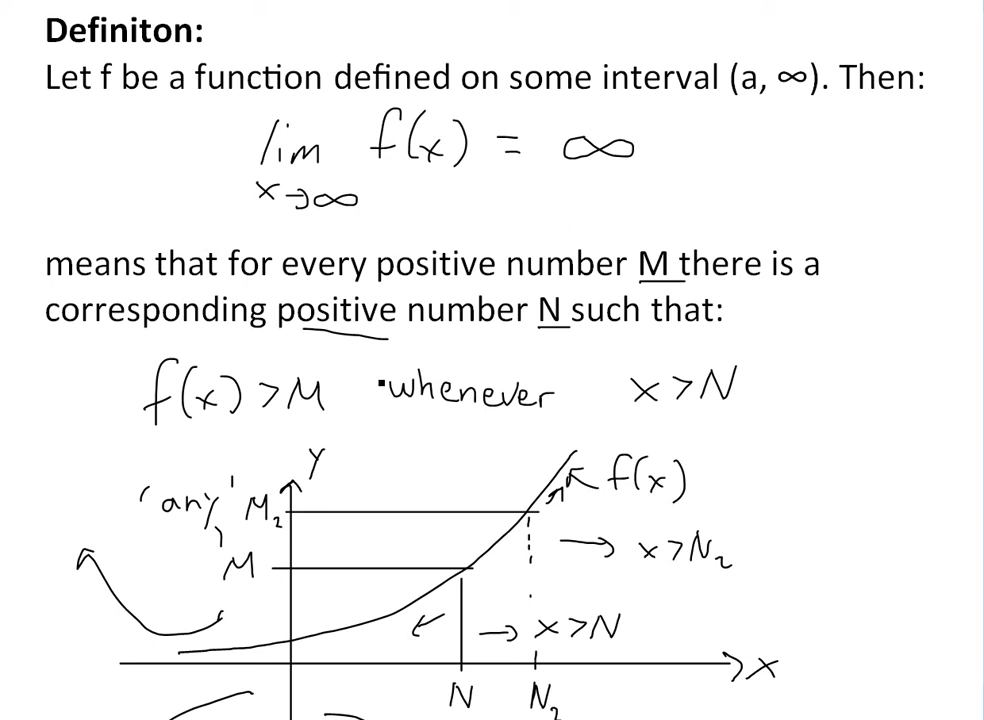 Definiton:
Let f be a function defined on some interval (a, ∞). Then:
lim f(x) = ∞
x→∞
means that for every positive number M there is a
corresponding positive number N such that:
f(x) > M whenever x > N
Y
f(x)
'any' M₂
→ x > N₂
M
→ x > N
X
N N₂